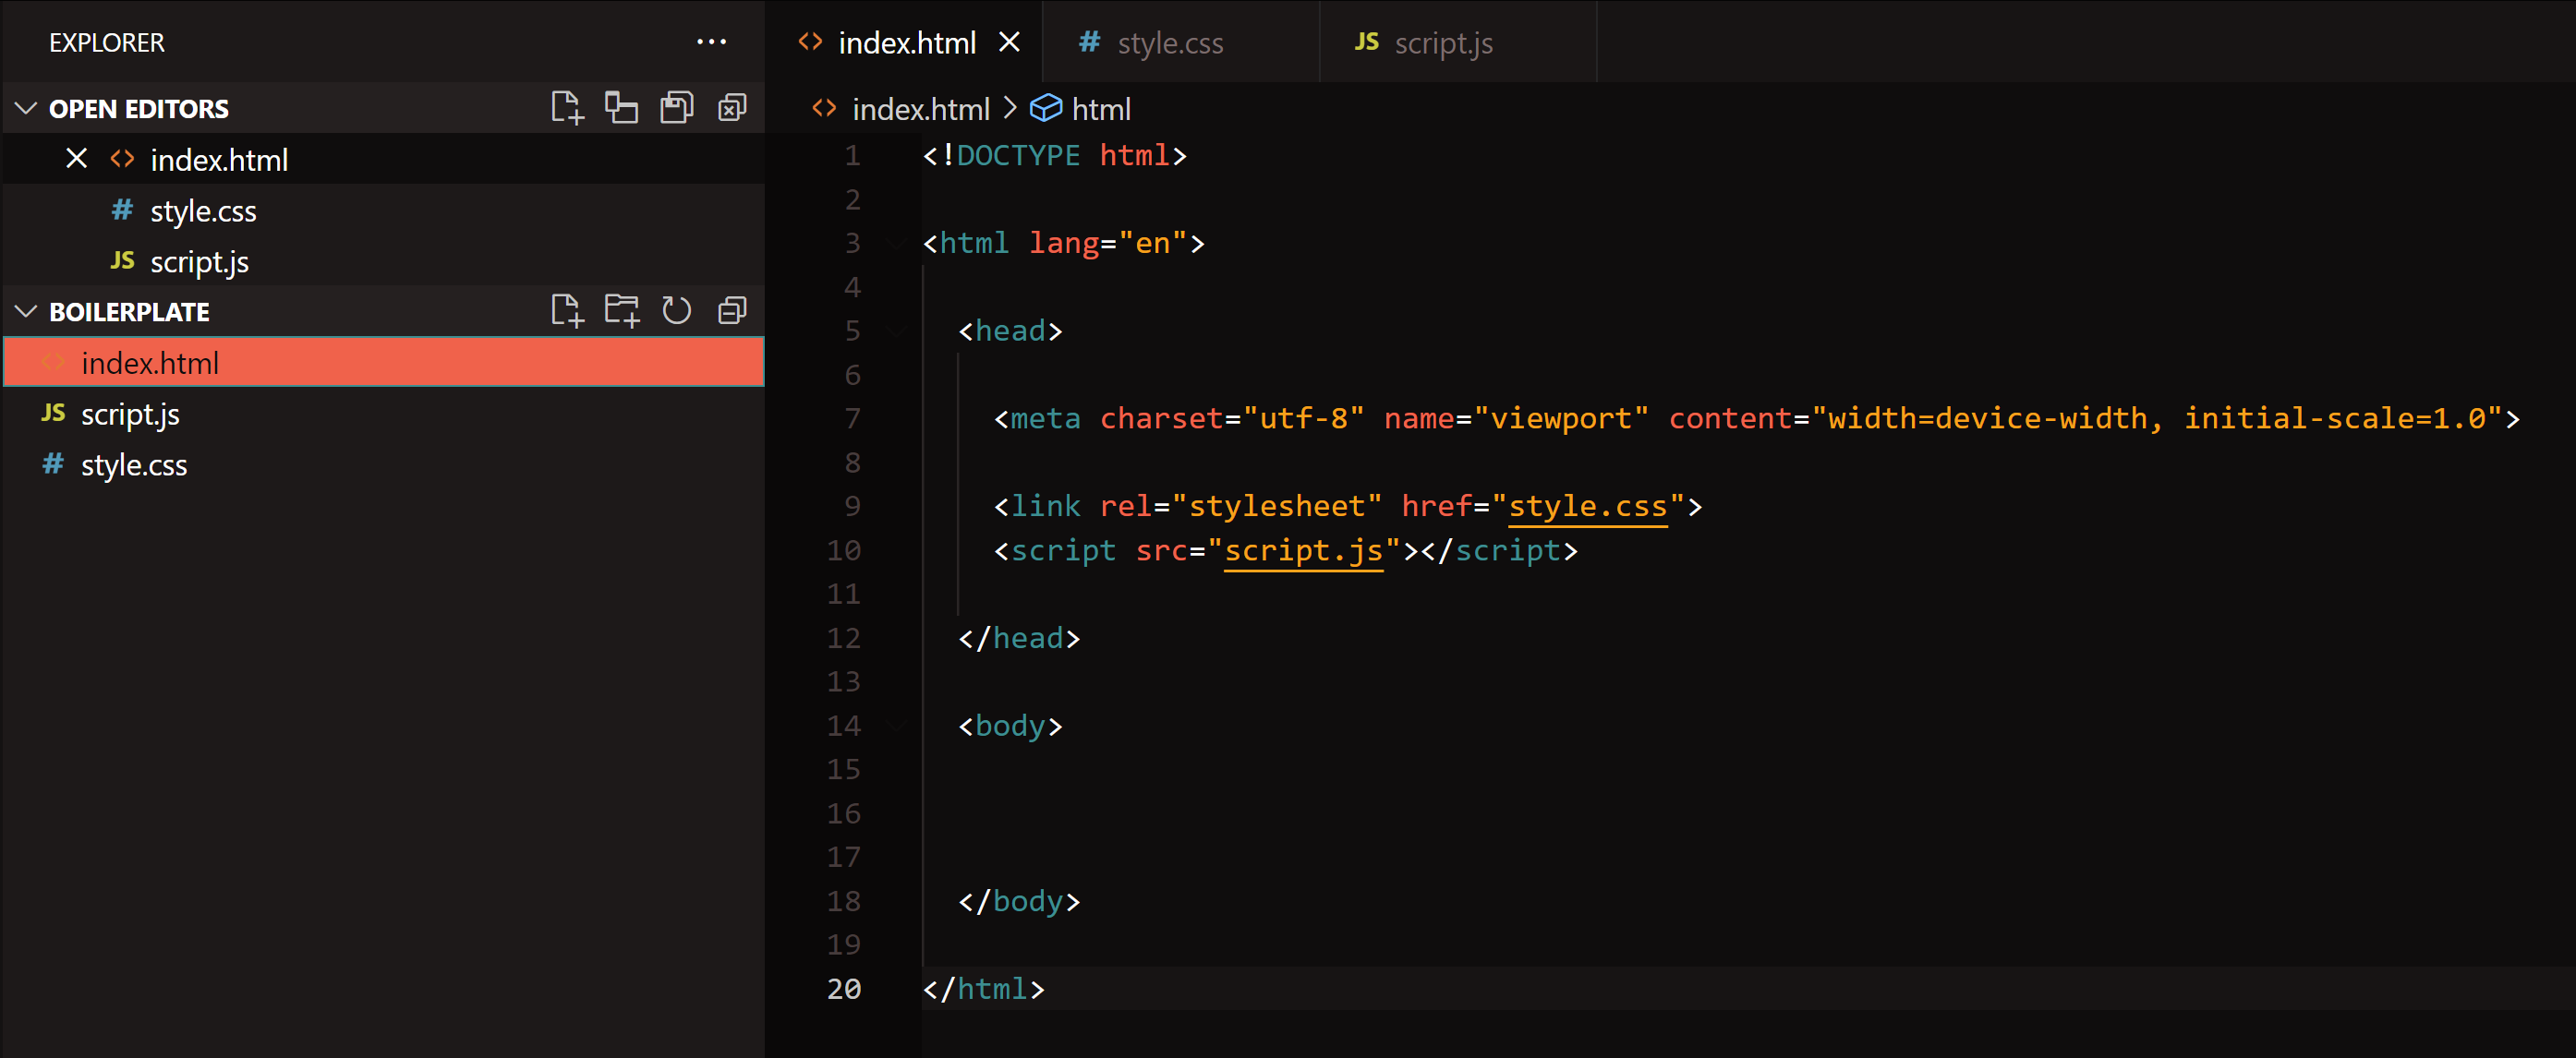 EXPLORER
OPEN EDITORS
index.html
style.css
JS script.js
BOILERPLATE
index.html
JS script.js
style.css
index.html style.css JS script.js
index.html > html
1 <!DOCTYPE html>
2
3 <html lang="en">
4
5 <head>
6
7 <meta charset="utf-8" name="viewport" content="width=device-width, initial-scale=1.0">
8
9 <link rel="stylesheet" href="style.css">
10 <script src="script.js"></script>
11
12 </head>
13
14 <body>
15
16
17
18 </body>
19
20 </html>